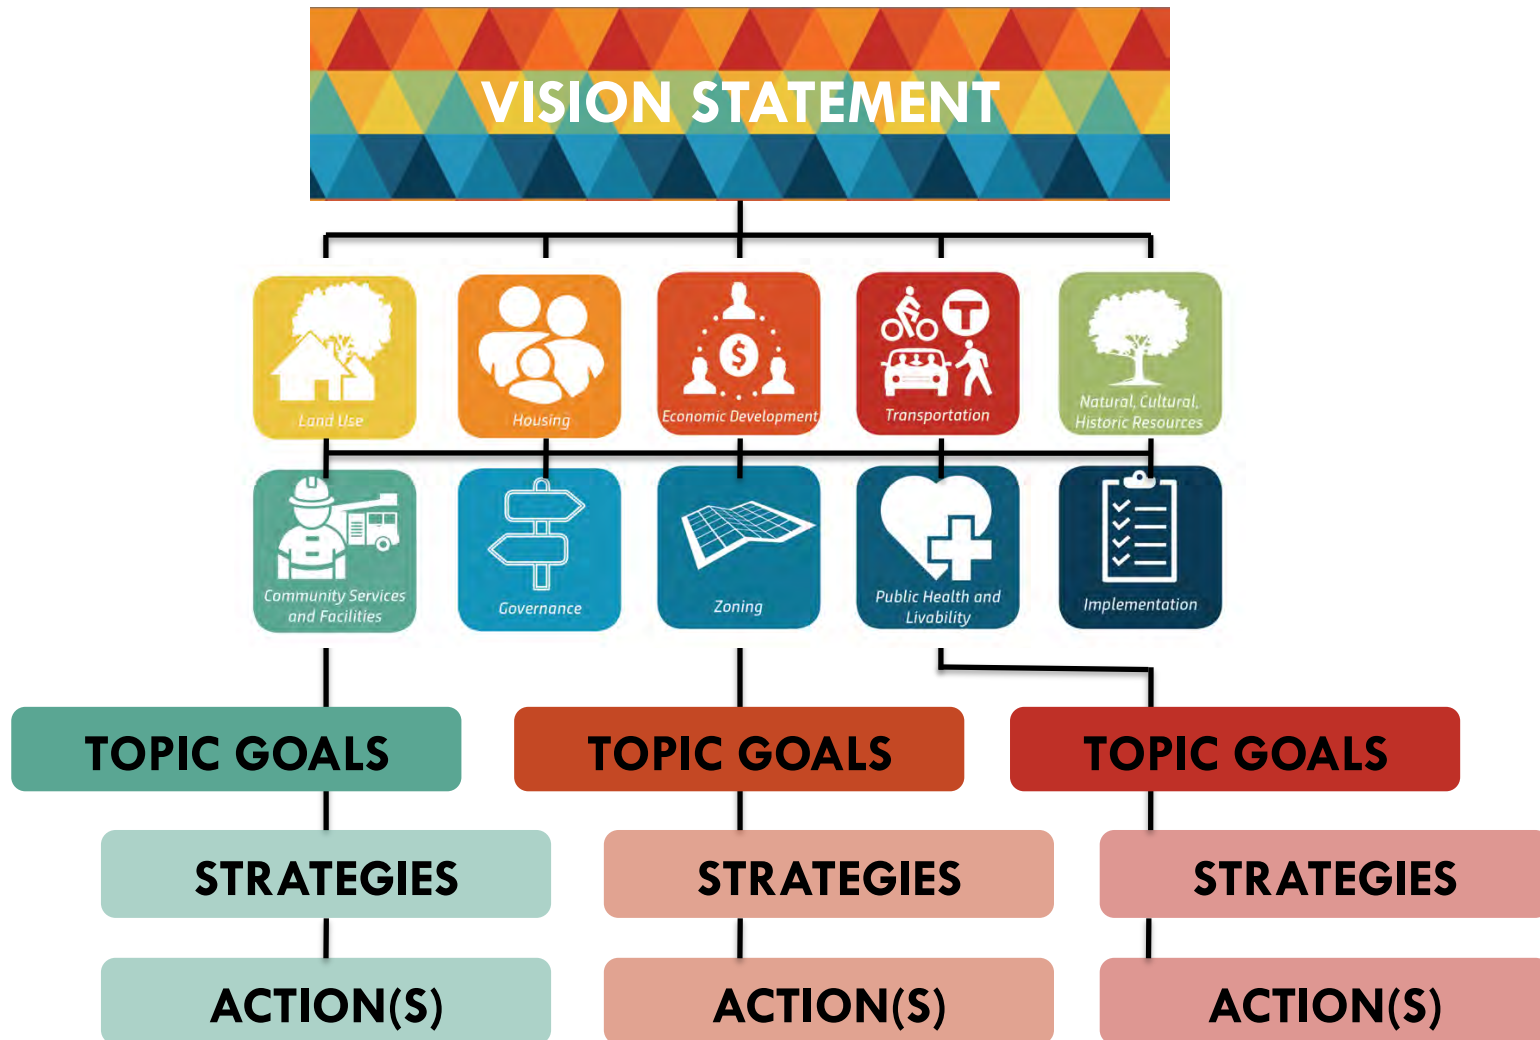 VISION STATEMENT
Land Use
Housing
Economic Development
Transportation
Natural, Cultural,
Historic Resources
Community Services
and Facilities
Governance
Zoning
Public Health and
Livability
Implementation
TOPIC GOALS
TOPIC GOALS
TOPIC GOALS
STRATEGIES
STRATEGIES
STRATEGIES
ACTION(S)
ACTION(S)
ACTION(S)